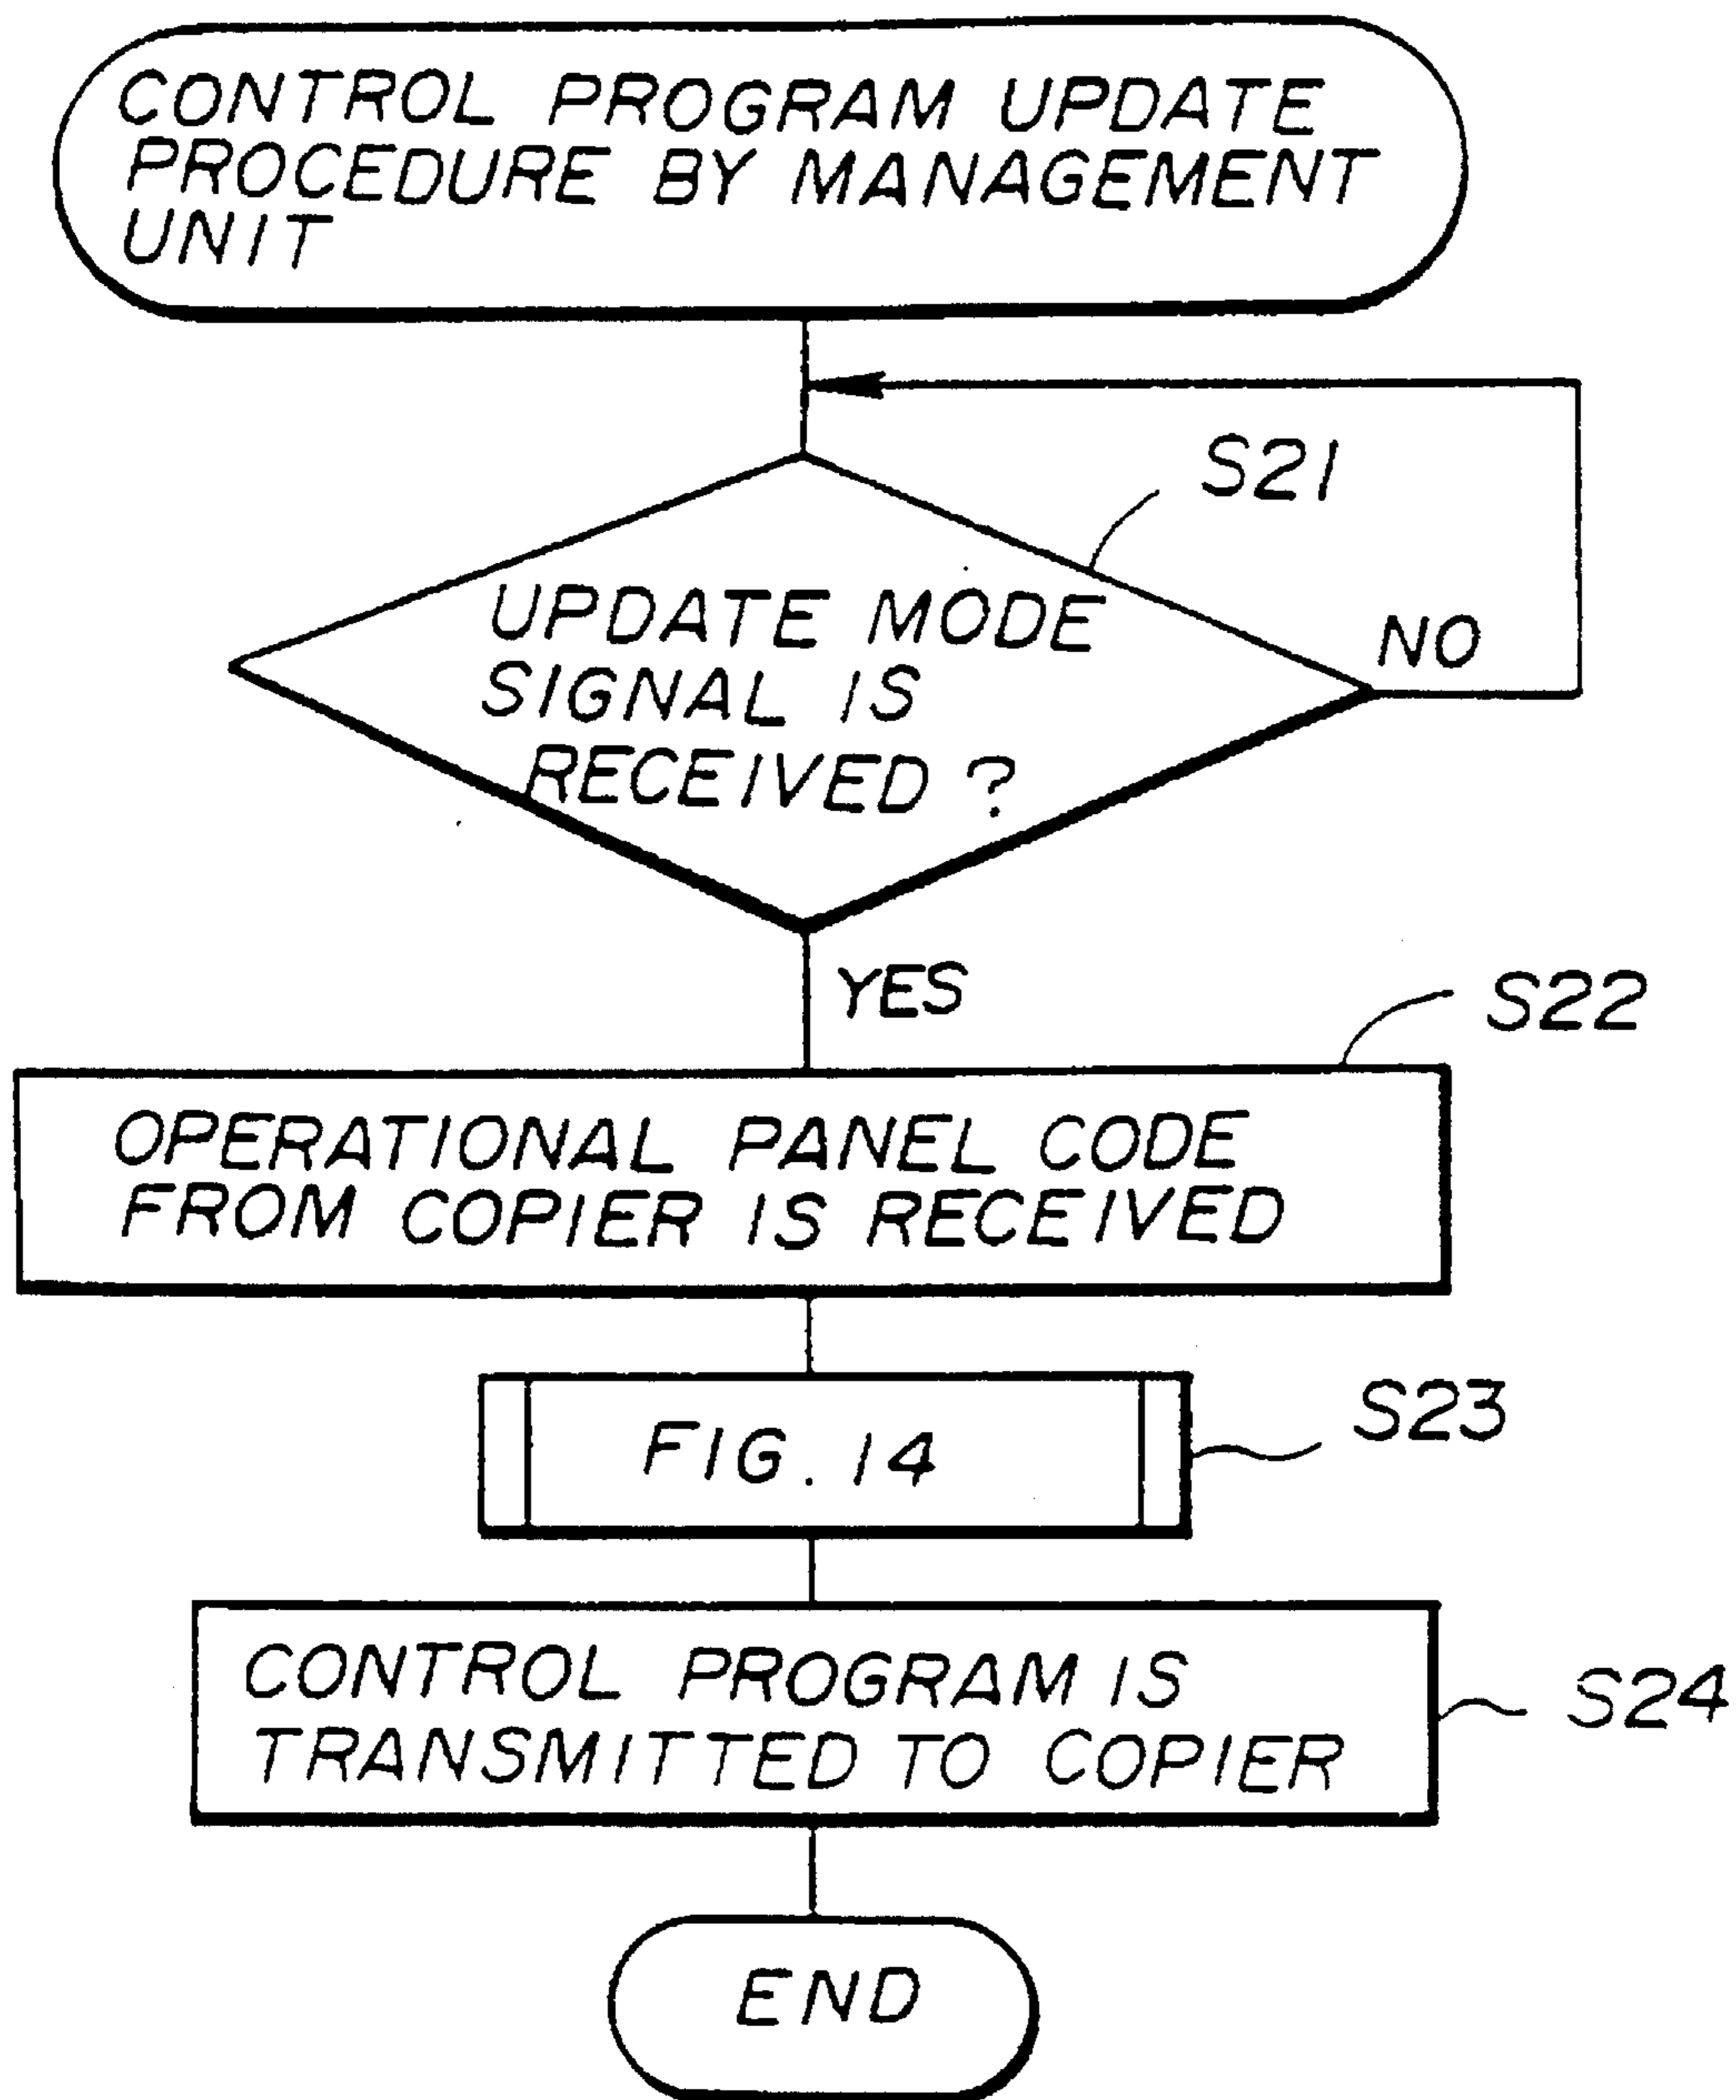 CONTROL PROGRAM UPDATE
PROCEDURE BY MANAGEMENT
UNIT
S21
UPDATE MODE
SIGNAL IS
RECEIVED ?
NO
YES
S22
OPERATIONAL PANEL CODE
FROM COPIER IS RECEIVED
FIG. 14
S23
CONTROL PROGRAM IS
TRANSMITTED TO COPIER
S24
END